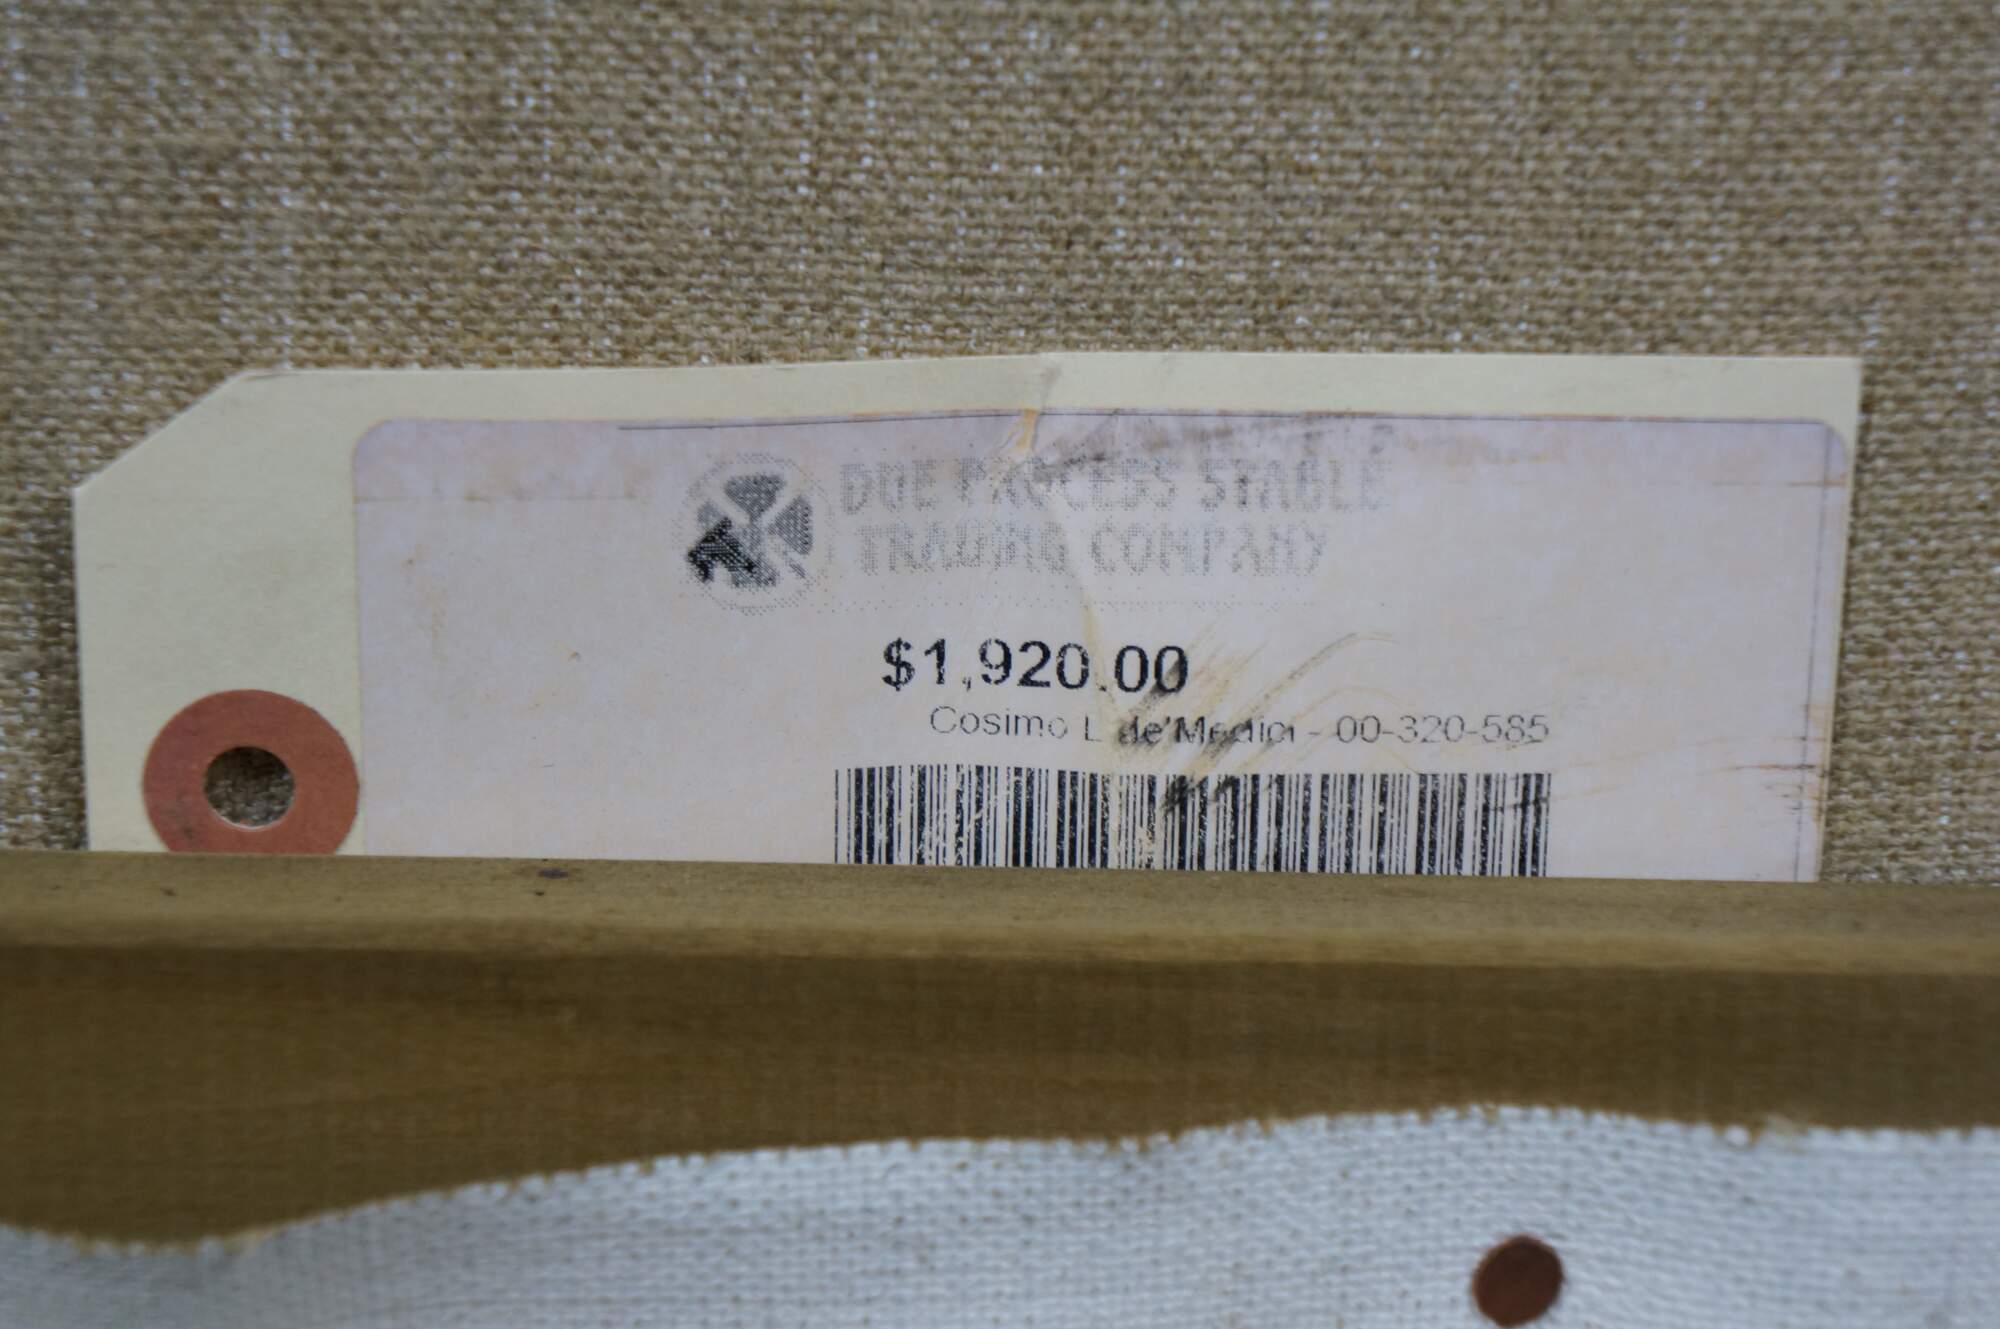 DUE PROCESS STABLE
TRADING COMPANY
$1,920.00
Cosimo I, de'Medici - 00-320-585